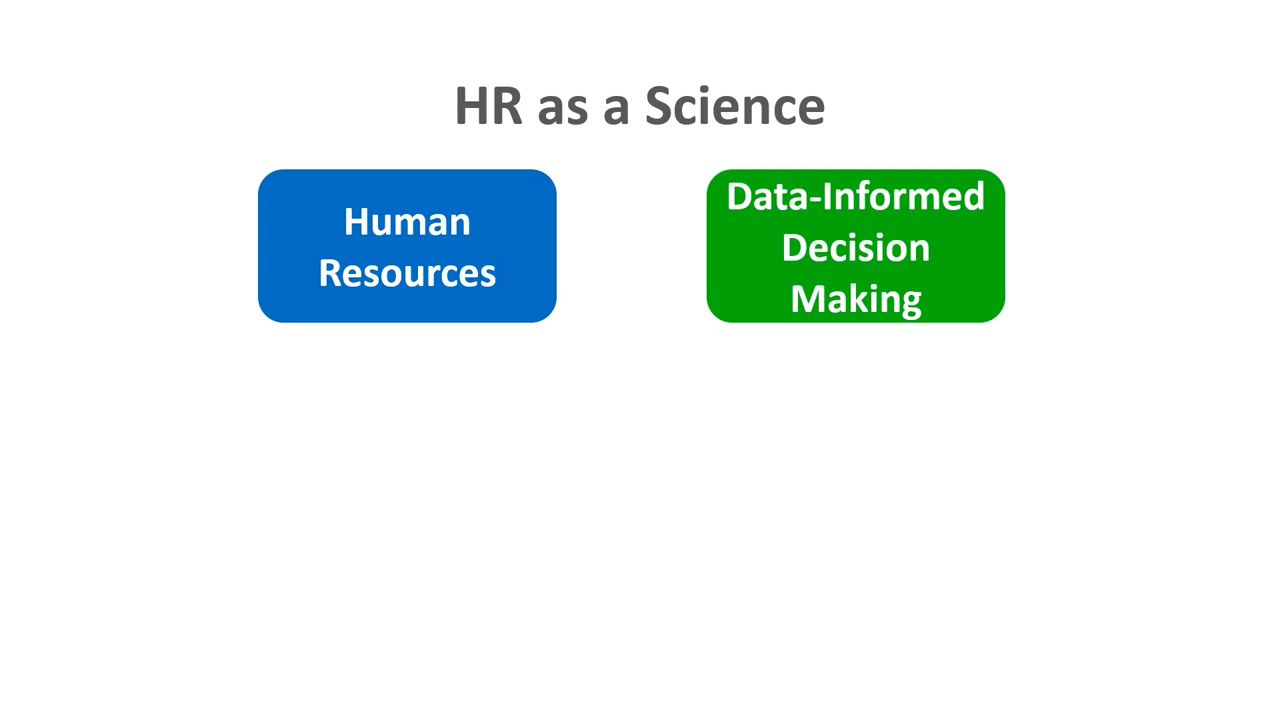 HR as a Science
Human
Resources
Data-Informed
Decision
Making